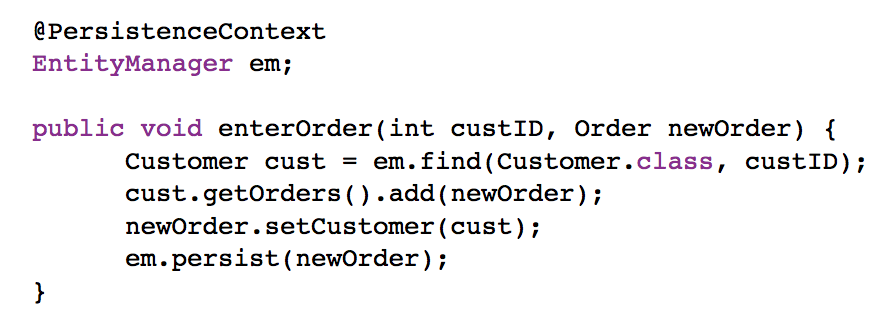 @PersistenceContext
EntityManager em;
public void enterOrder(int custID, Order newOrder) {
Customer cust = em.find(Customer.class, custID);
cust.getOrders().add(newOrder);
newOrder.setCustomer(cust);
em.persist(newOrder);
}